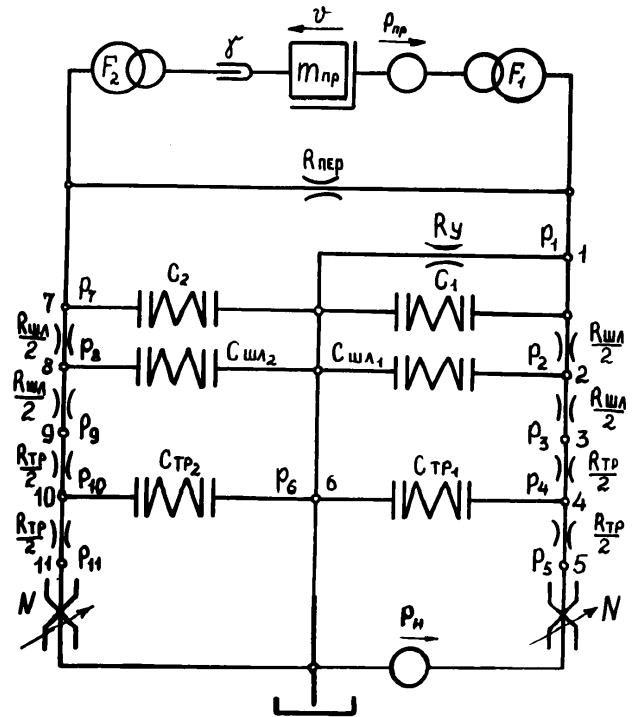 v
Pпр
γ
F₂
mпр
F₁
Rпер
Rу
P₁ 1
C₂
C₁
7 P₇
Rшл/2
P₈
Cшл₂
Cшл₁
P₂
Rшл/2
8
2
Rшл/2
Rшл/2
9 P₉
P₃ 3
Rтр/2
Cтр₂
Cтр₁
Rтр/2
10 P₁₀
P₆ 6
P₄ 4
Rтр/2
Rтр/2
11 P₁₁
P₅ 5
N
Pн
N